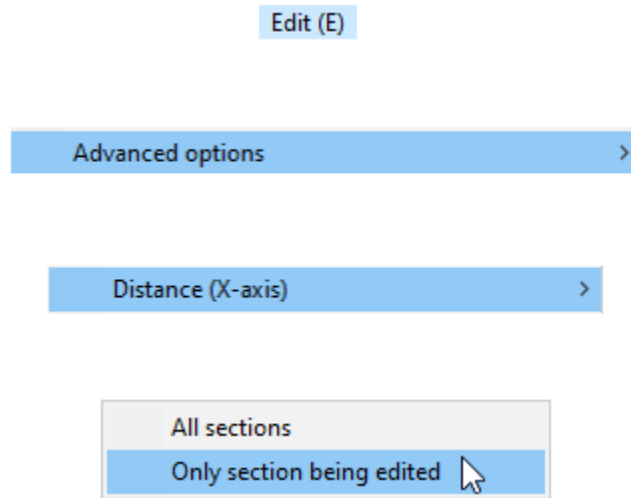 Edit (E)
Advanced options
Distance (X-axis)
All sections
Only section being edited